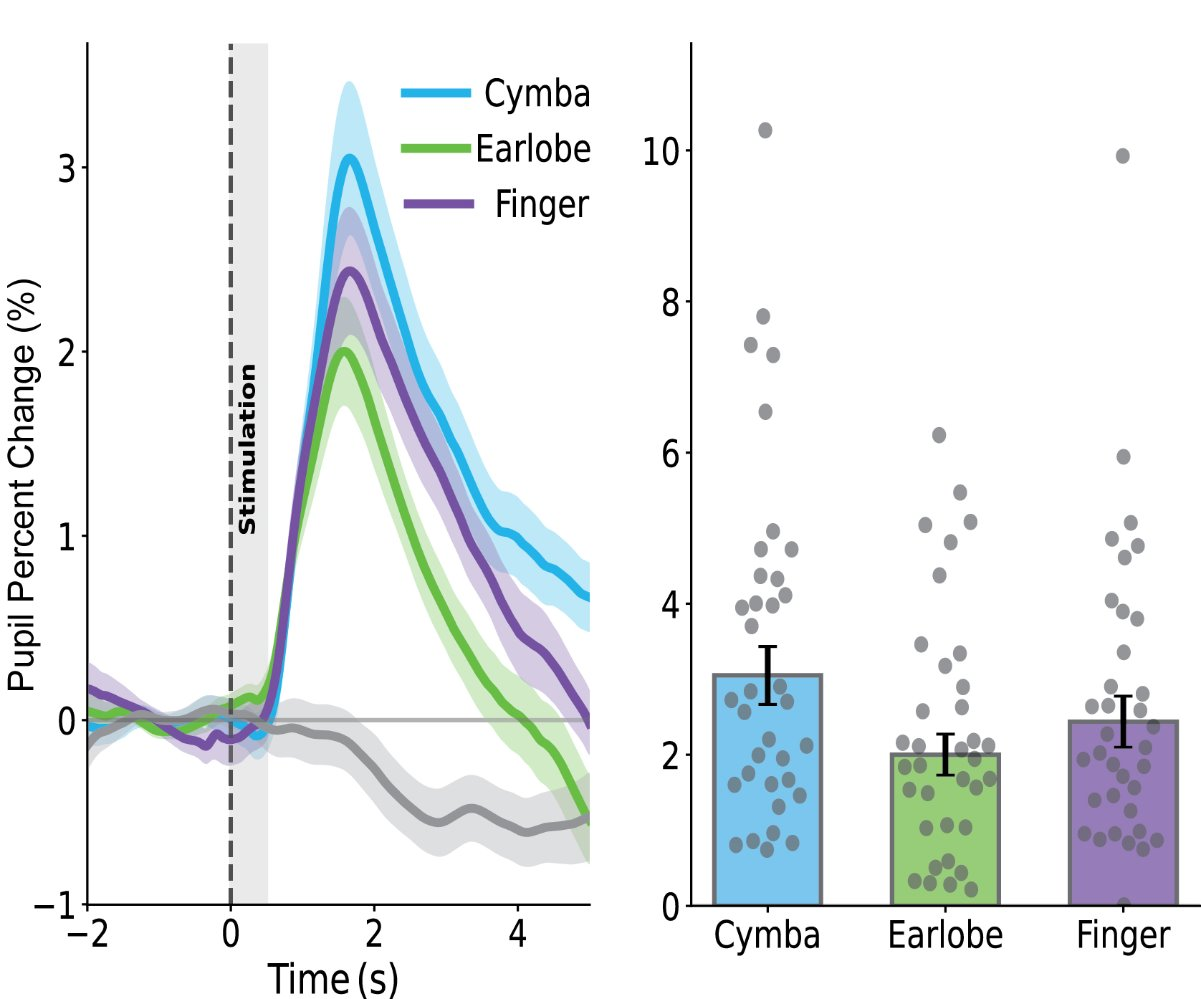 Cymba
Earlobe
Finger
Pupil Percent Change (%)
3
2
1
0
−1
Stimulation
−2
0
2
4
Time (s)
10
8
6
4
2
0
Cymba
Earlobe
Finger